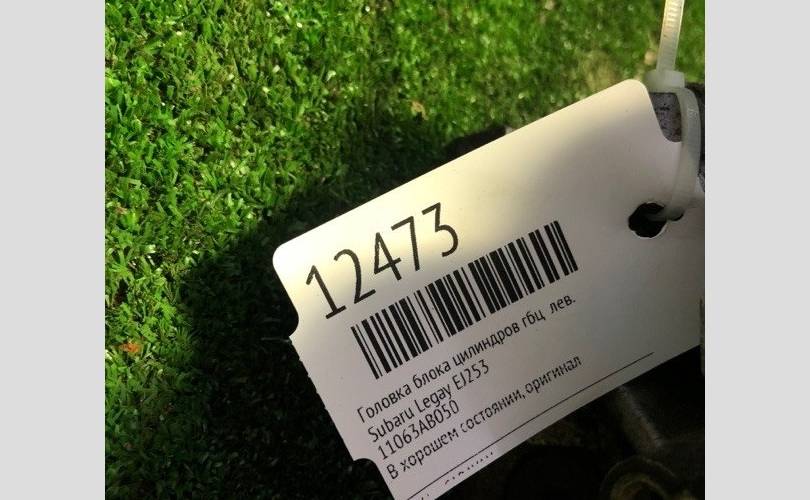 12473
Головка блока цилиндров гбц лев.
Subaru Legay EJ253
11063AB050
В хорошем состоянии, оригинал